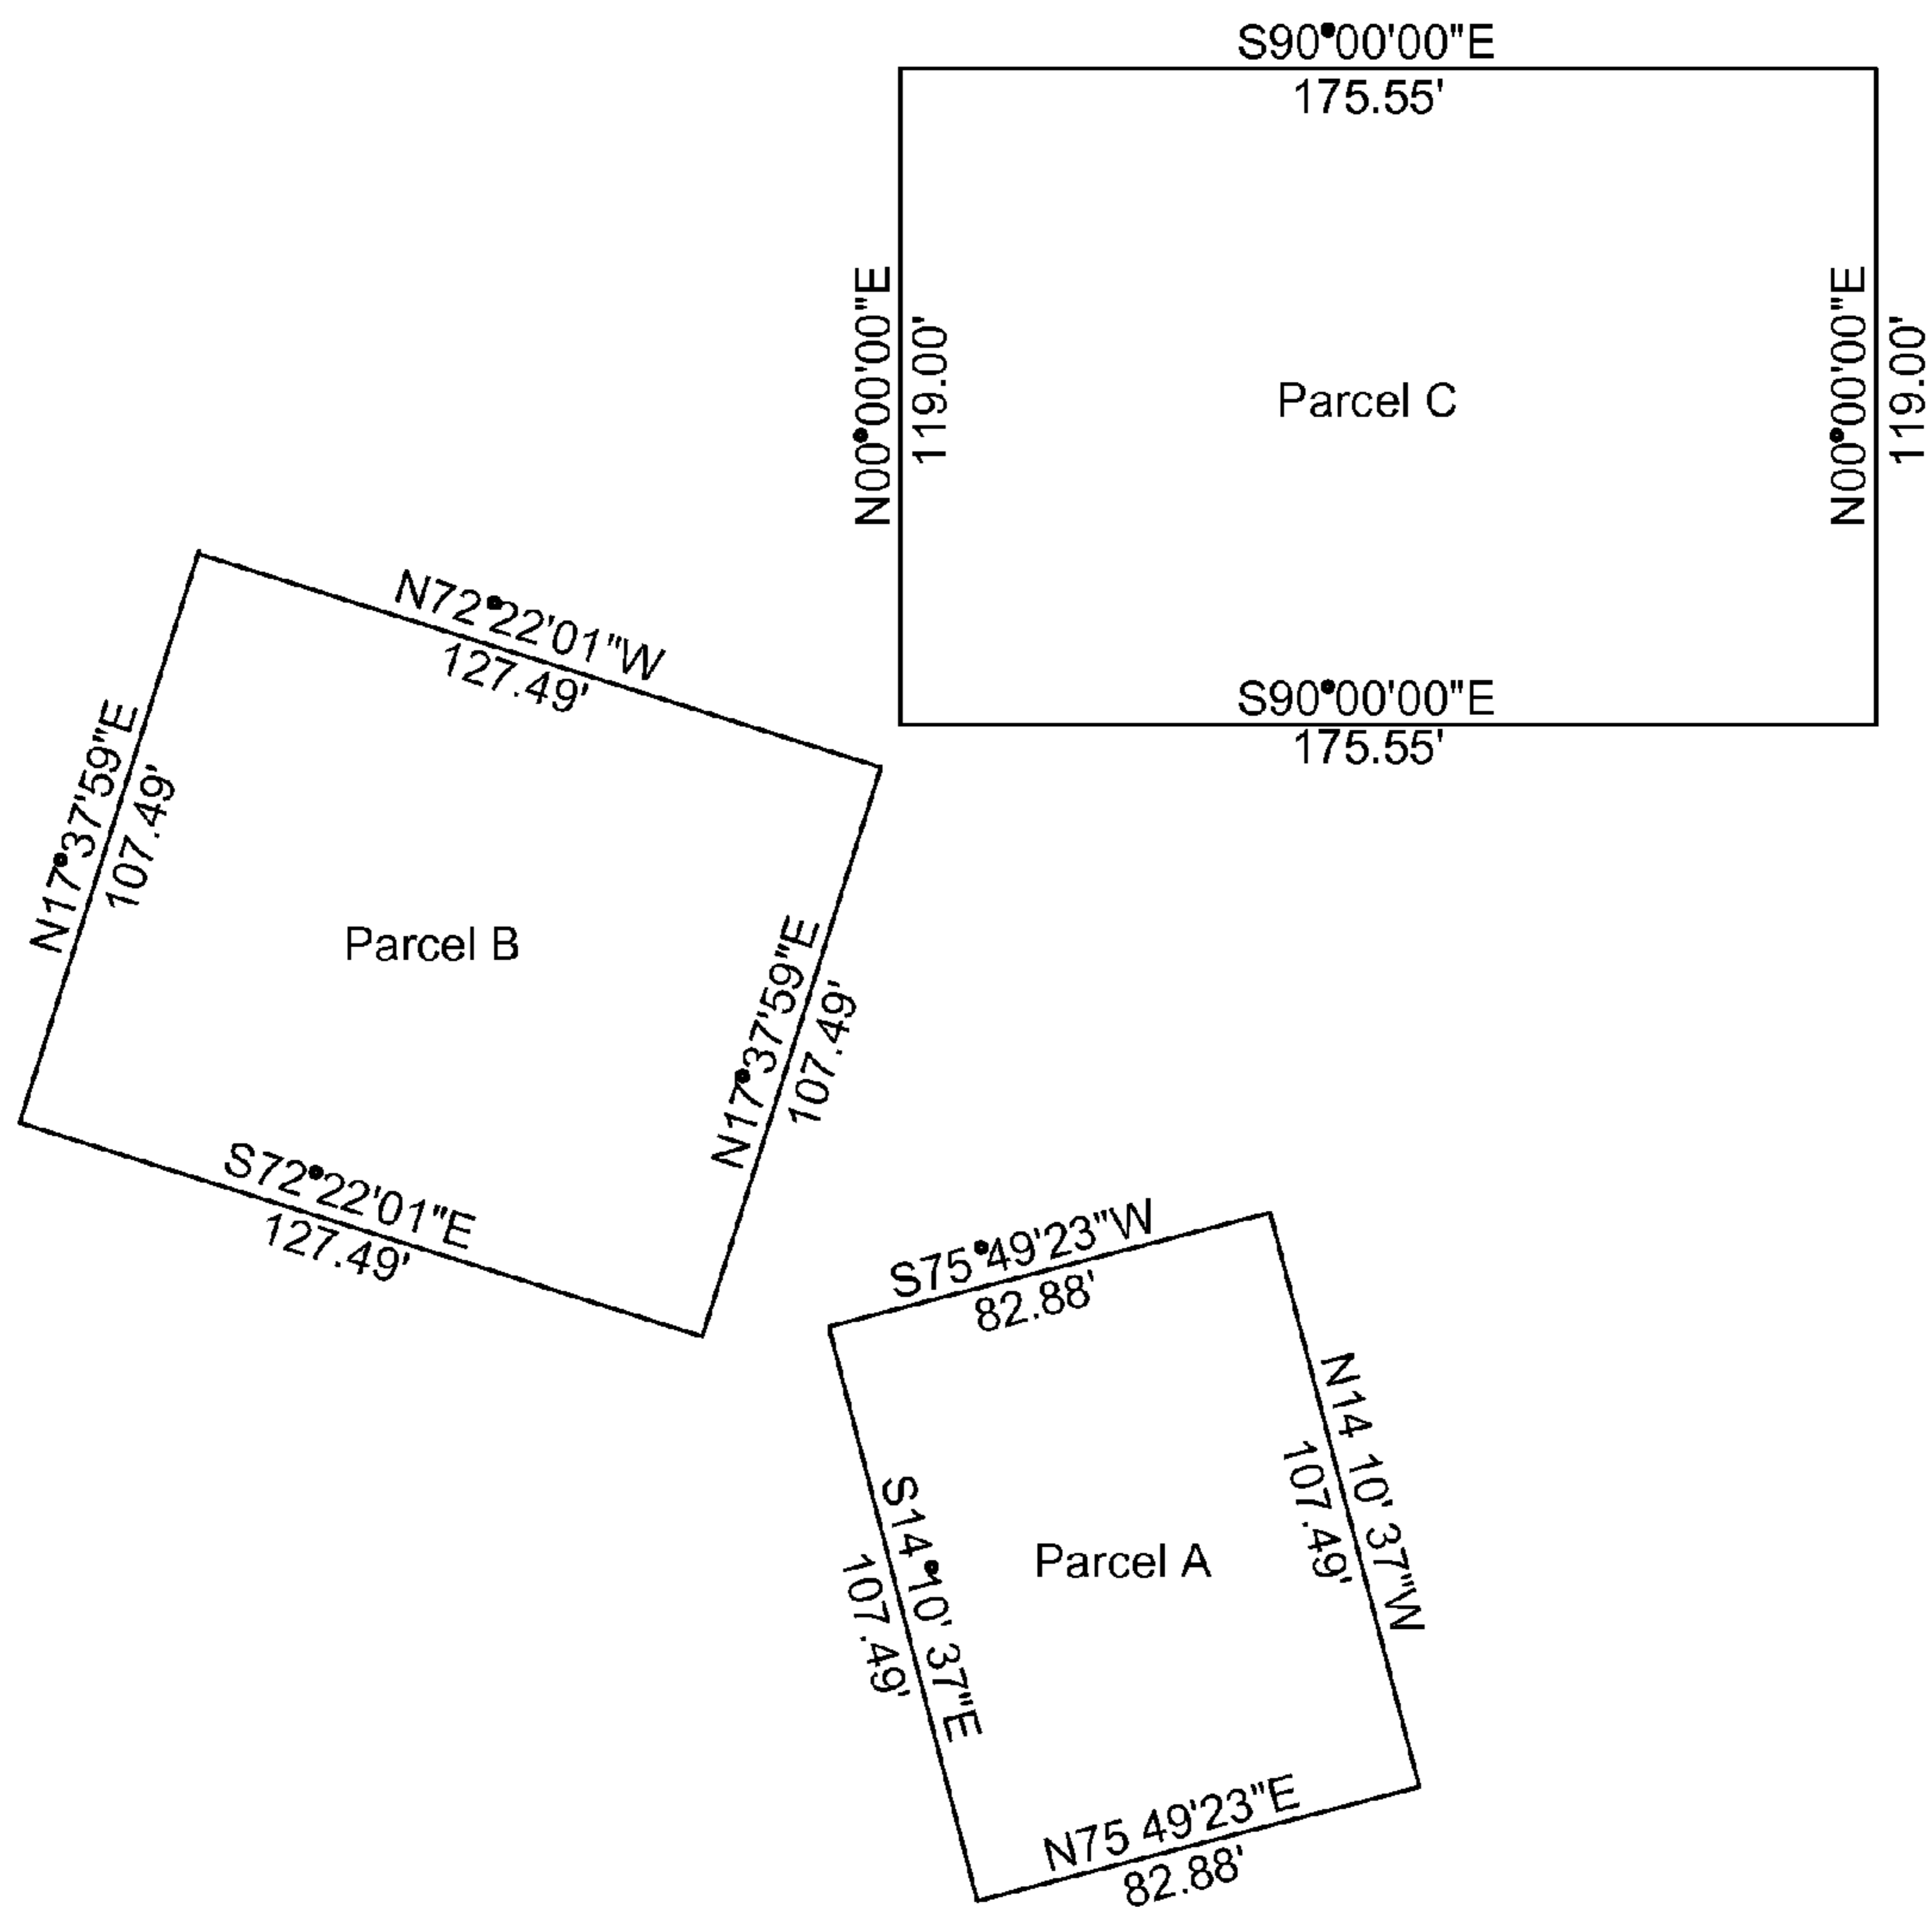 S90°00'00"E
175.55'
N00°00'00"E
119.00'
Parcel C
N00°00'00"E
119.00'
S90°00'00"E
175.55'
N72°22'01"W
127.49'
N17°37'59"E
107.49'
Parcel B
N17°37'59"E
107.49'
S72°22'01"E
127.49'
S75°49'23"W
82.88'
N14 10' 37"W
107.49'
Parcel A
S14°10' 37"E
107.49'
N75 49'23"E
82.88'